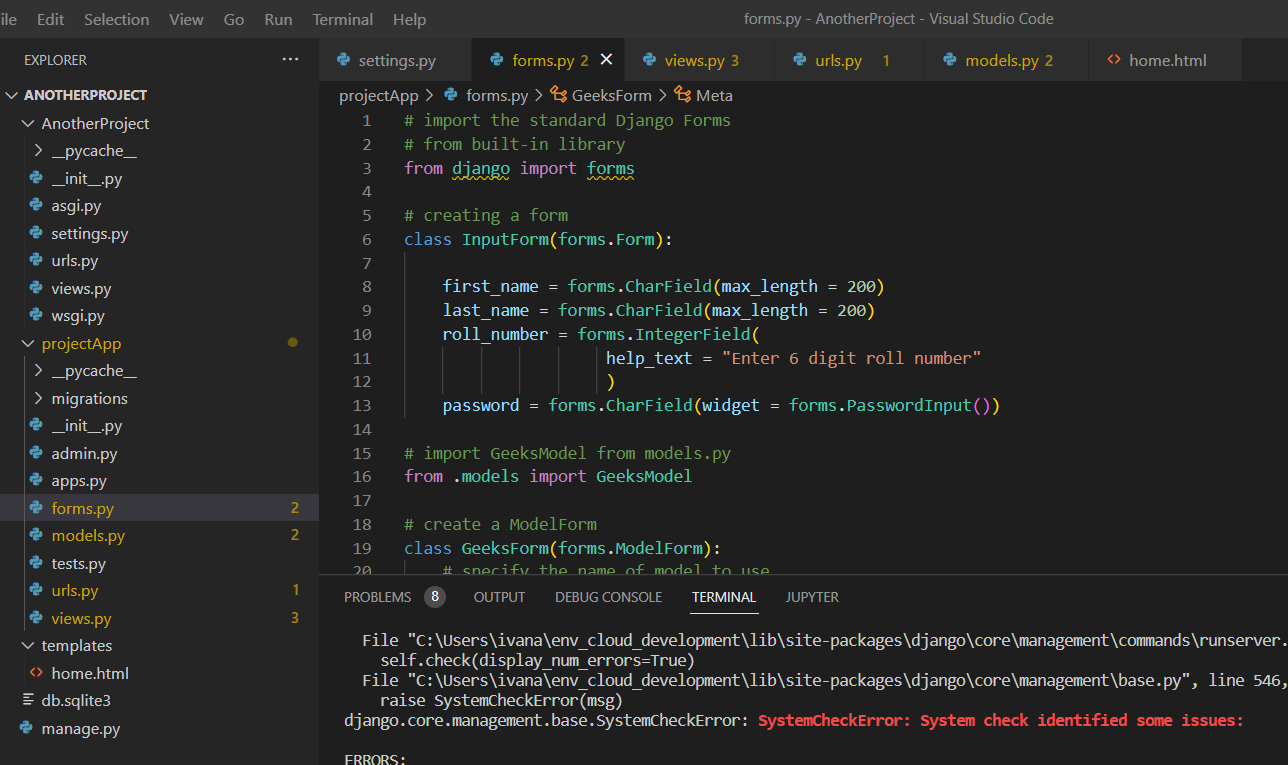 ile Edit Selection View Go Run Terminal Help forms.py - AnotherProject - Visual Studio Code
EXPLORER ···
settings.py forms.py 2 views.py 3 urls.py 1 models.py 2 home.html
ANOTHERPROJECT
AnotherProject
__pycache__
__init__.py
asgi.py
settings.py
urls.py
views.py
wsgi.py
projectApp
__pycache__
migrations
__init__.py
admin.py
apps.py
forms.py 2
models.py 2
tests.py
urls.py 1
views.py 3
templates
home.html
db.sqlite3
manage.py
projectApp > forms.py > GeeksForm > Meta
1 # import the standard Django Forms
2 # from built-in library
3 from django import forms
4
5 # creating a form
6 class InputForm(forms.Form):
7
8 first_name = forms.CharField(max_length = 200)
9 last_name = forms.CharField(max_length = 200)
10 roll_number = forms.IntegerField(
11 help_text = "Enter 6 digit roll number"
12 )
13 password = forms.CharField(widget = forms.PasswordInput())
14
15 # import GeeksModel from models.py
16 from .models import GeeksModel
17
18 # create a ModelForm
19 class GeeksForm(forms.ModelForm):
20 # specify the name of model to use
PROBLEMS 8 OUTPUT DEBUG CONSOLE TERMINAL JUPYTER
File "C:\Users\ivana\env_cloud_development\lib\site-packages\django\core\management\commands\runserver.
self.check(display_num_errors=True)
File "C:\Users\ivana\env_cloud_development\lib\site-packages\django\core\management\base.py", line 546,
raise SystemCheckError(msg)
django.core.management.base.SystemCheckError: SystemCheckError: System check identified some issues:
ERRORS: